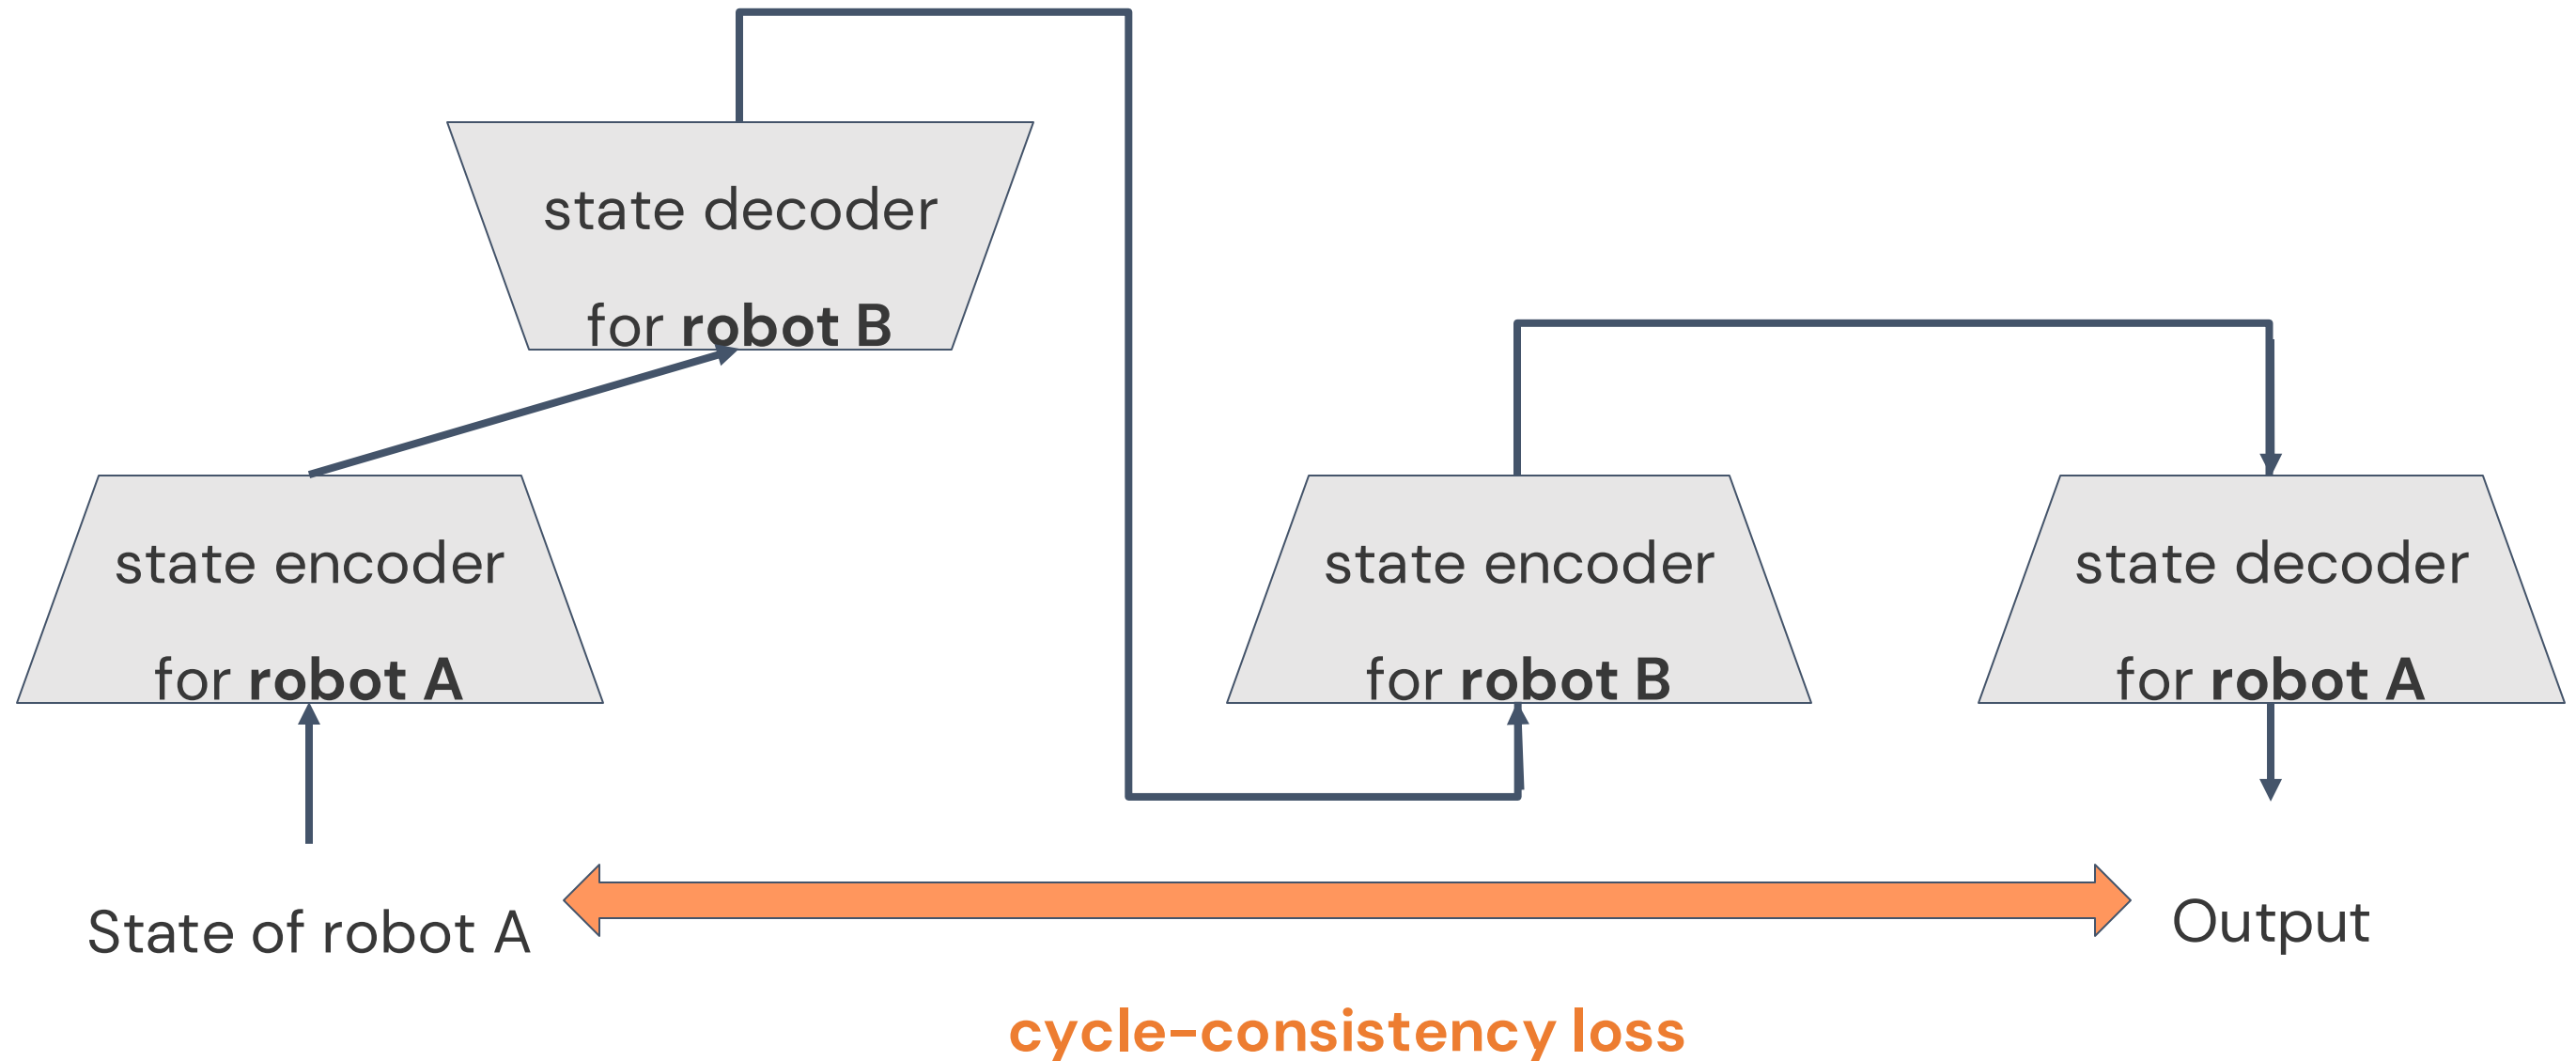 state decoder
for robot B
state encoder
for robot A
state encoder
for robot B
state decoder
for robot A
State of robot A
Output
cycle-consistency loss